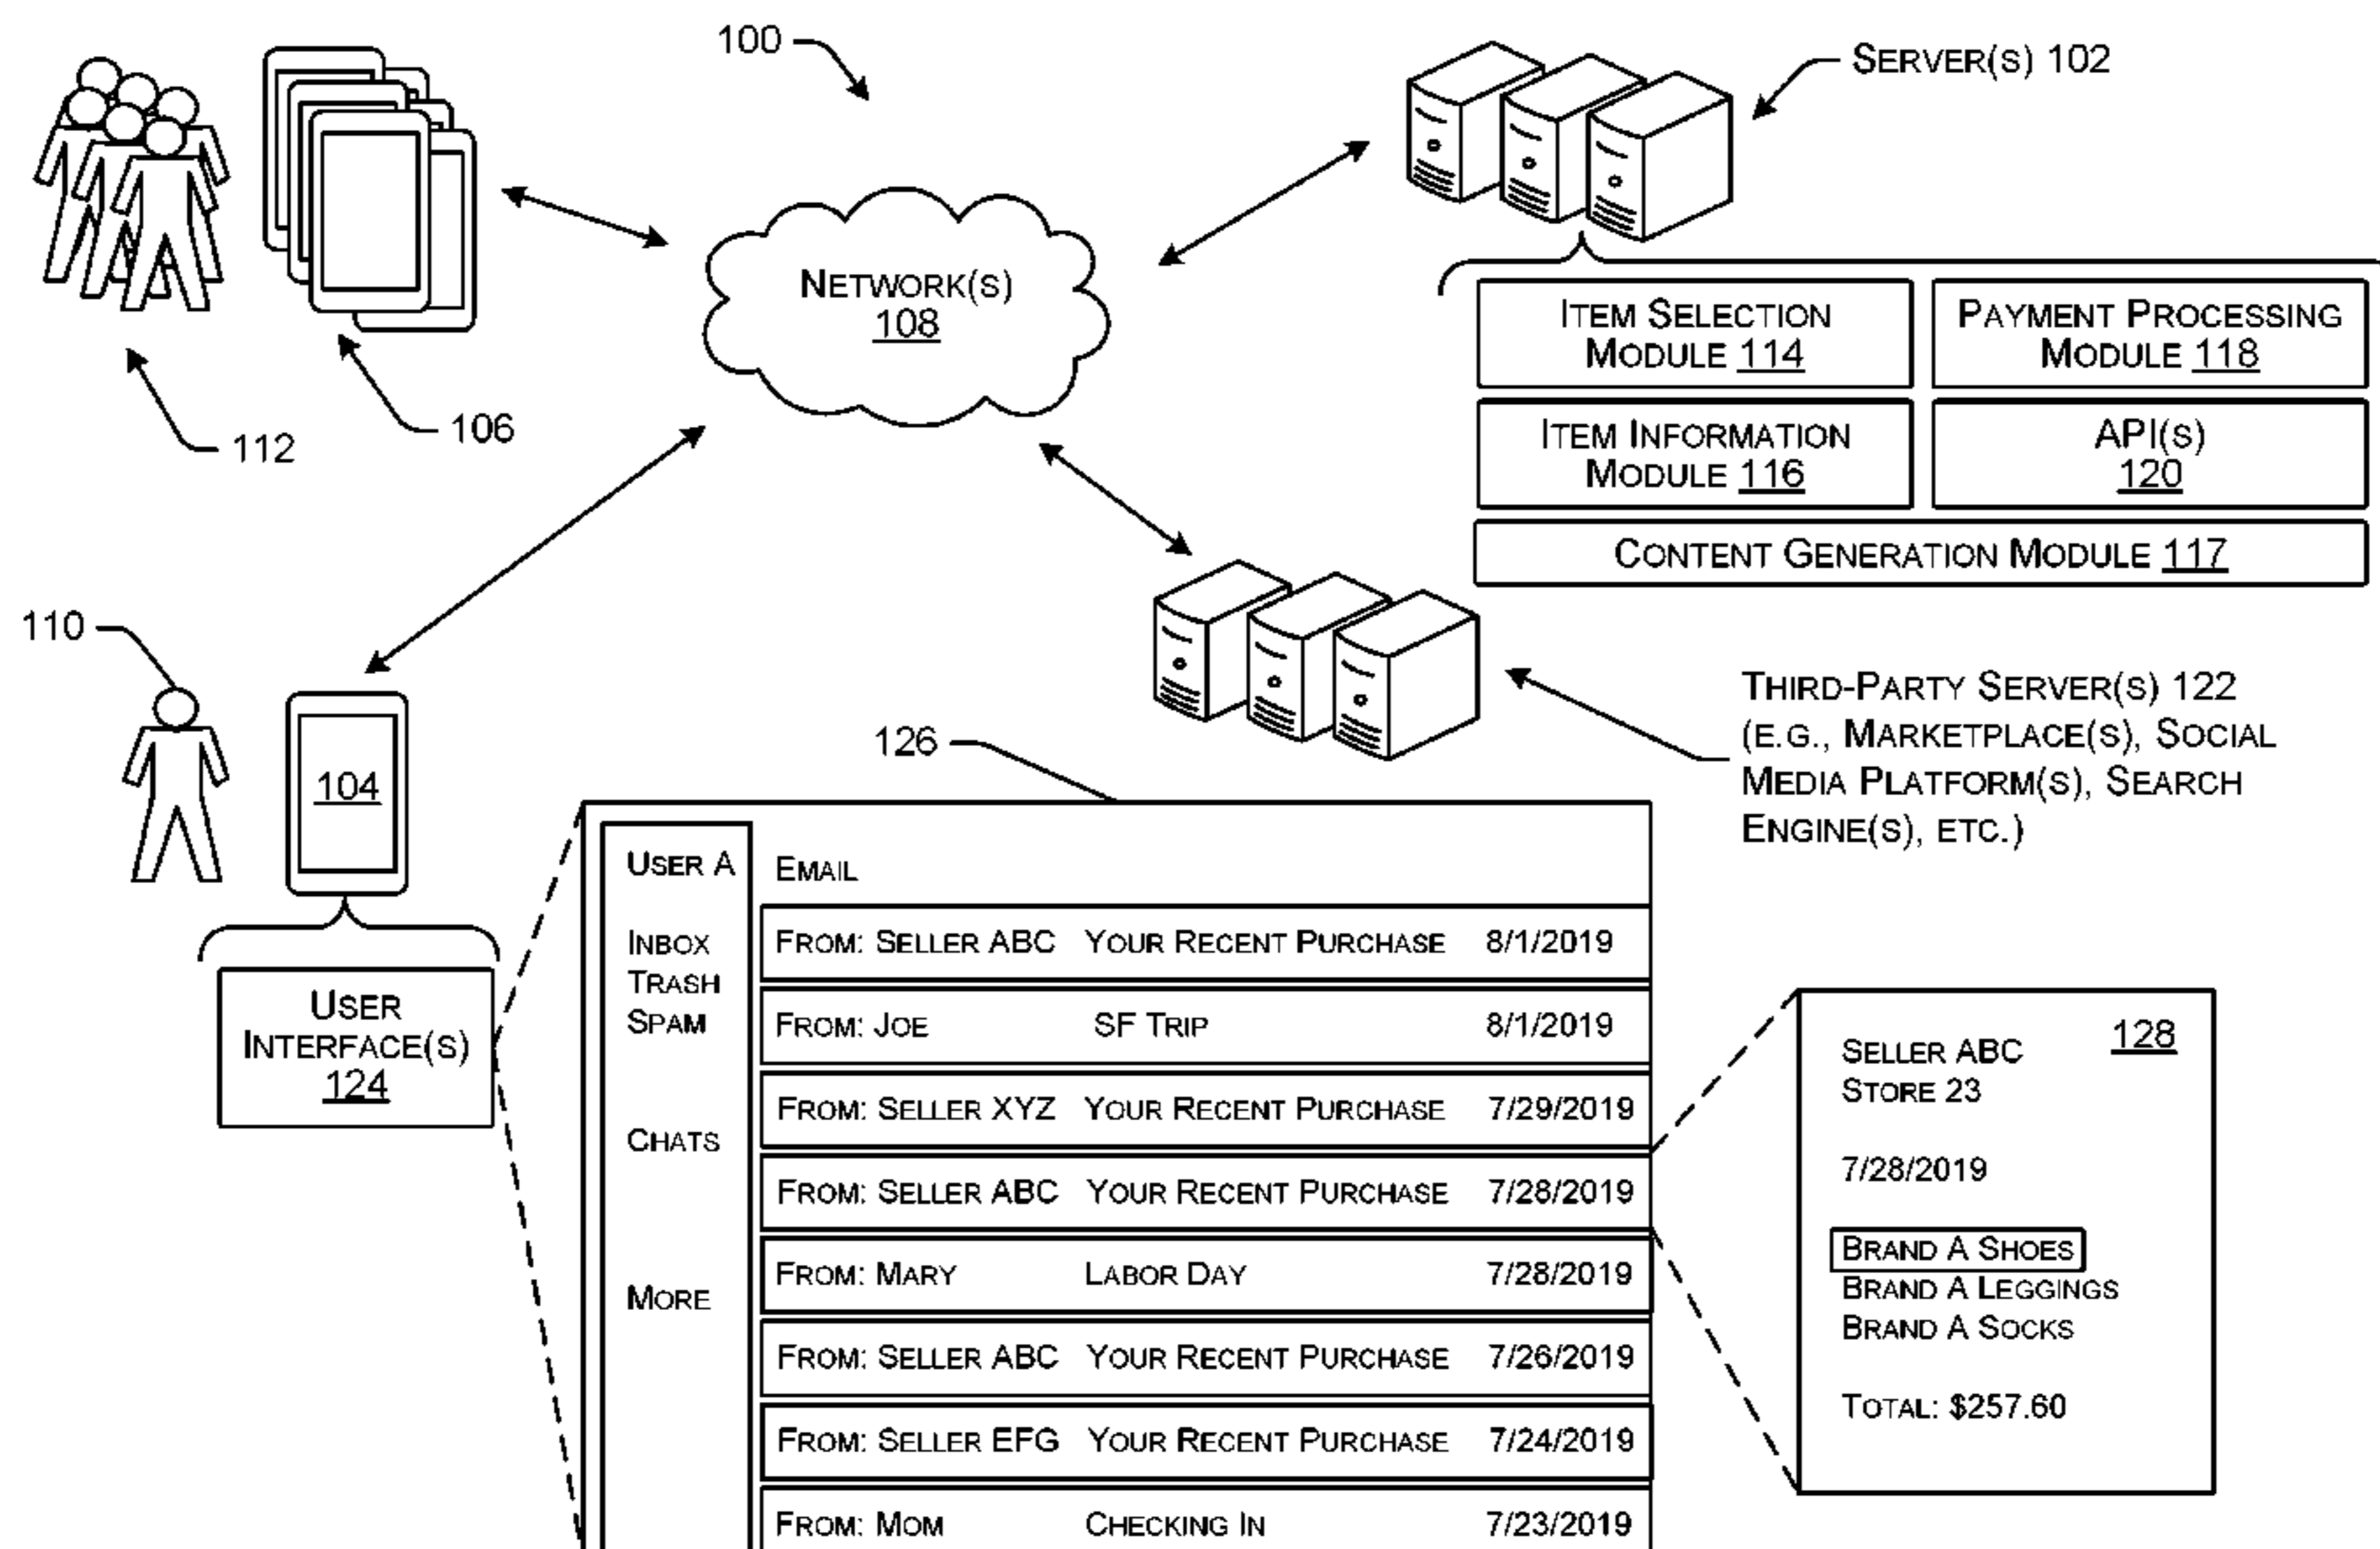 100
SERVER(S) 102
NETWORK(S)
108
112
106
ITEM SELECTION
MODULE 114
PAYMENT PROCESSING
MODULE 118
ITEM INFORMATION
MODULE 116
API(S)
120
CONTENT GENERATION MODULE 117
110
104
THIRD-PARTY SERVER(S) 122
(E.G., MARKETPLACE(S), SOCIAL
MEDIA PLATFORM(S), SEARCH
ENGINE(S), ETC.)
126
USER
INTERFACE(S)
124
USER A
INBOX
TRASH
SPAM
CHATS
MORE
EMAIL
FROM: SELLER ABC YOUR RECENT PURCHASE 8/1/2019
FROM: JOE SF TRIP 8/1/2019
FROM: SELLER XYZ YOUR RECENT PURCHASE 7/29/2019
FROM: SELLER ABC YOUR RECENT PURCHASE 7/28/2019
FROM: MARY LABOR DAY 7/28/2019
FROM: SELLER ABC YOUR RECENT PURCHASE 7/26/2019
FROM: SELLER EFG YOUR RECENT PURCHASE 7/24/2019
FROM: MOM CHECKING IN 7/23/2019
128
SELLER ABC
STORE 23
7/28/2019
BRAND A SHOES
BRAND A LEGGINGS
BRAND A SOCKS
TOTAL: $257.60